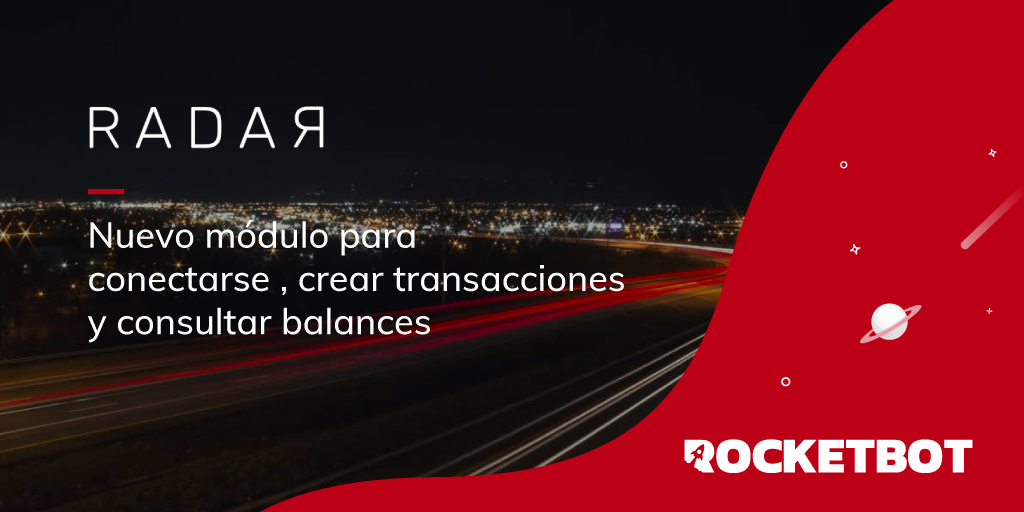 RADAR
Nuevo módulo para
conectarse , crear transacciones
y consultar balances
ROCKETBOT